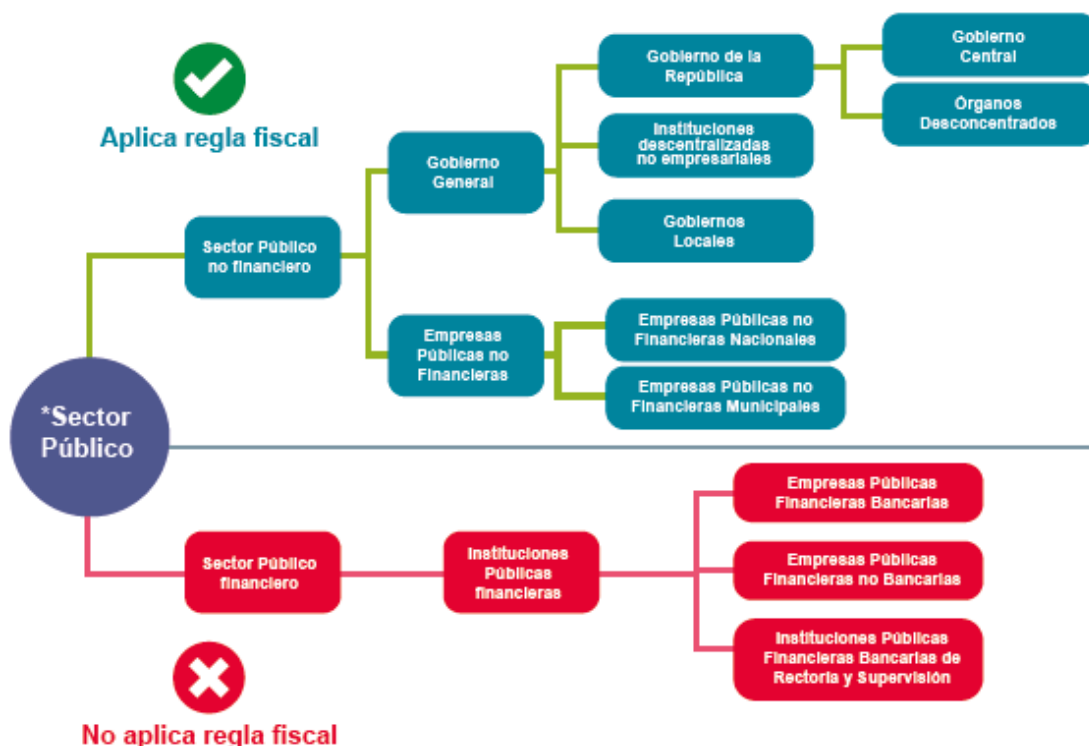 Aplica regla fiscal
Gobierno de la
República
Gobierno
Central
Órganos
Desconcentrados
Instituciones
descentralizadas
no empresariales
Gobierno
General
Gobiernos
Locales
Sector Público
no financiero
Empresas
Públicas no
Financieras
Empresas Públicas no
Financieras Nacionales
Empresas Públicas no
Financieras Municipales
*Sector
Público
Empresas Públicas
Financieras Bancarias
Sector Público
financiero
Instituciones
Públicas
financieras
Empresas Públicas
Financieras no Bancarias
Instituciones Públicas
Financieras Bancarias de
Rectoría y Supervisión
No aplica regla fiscal